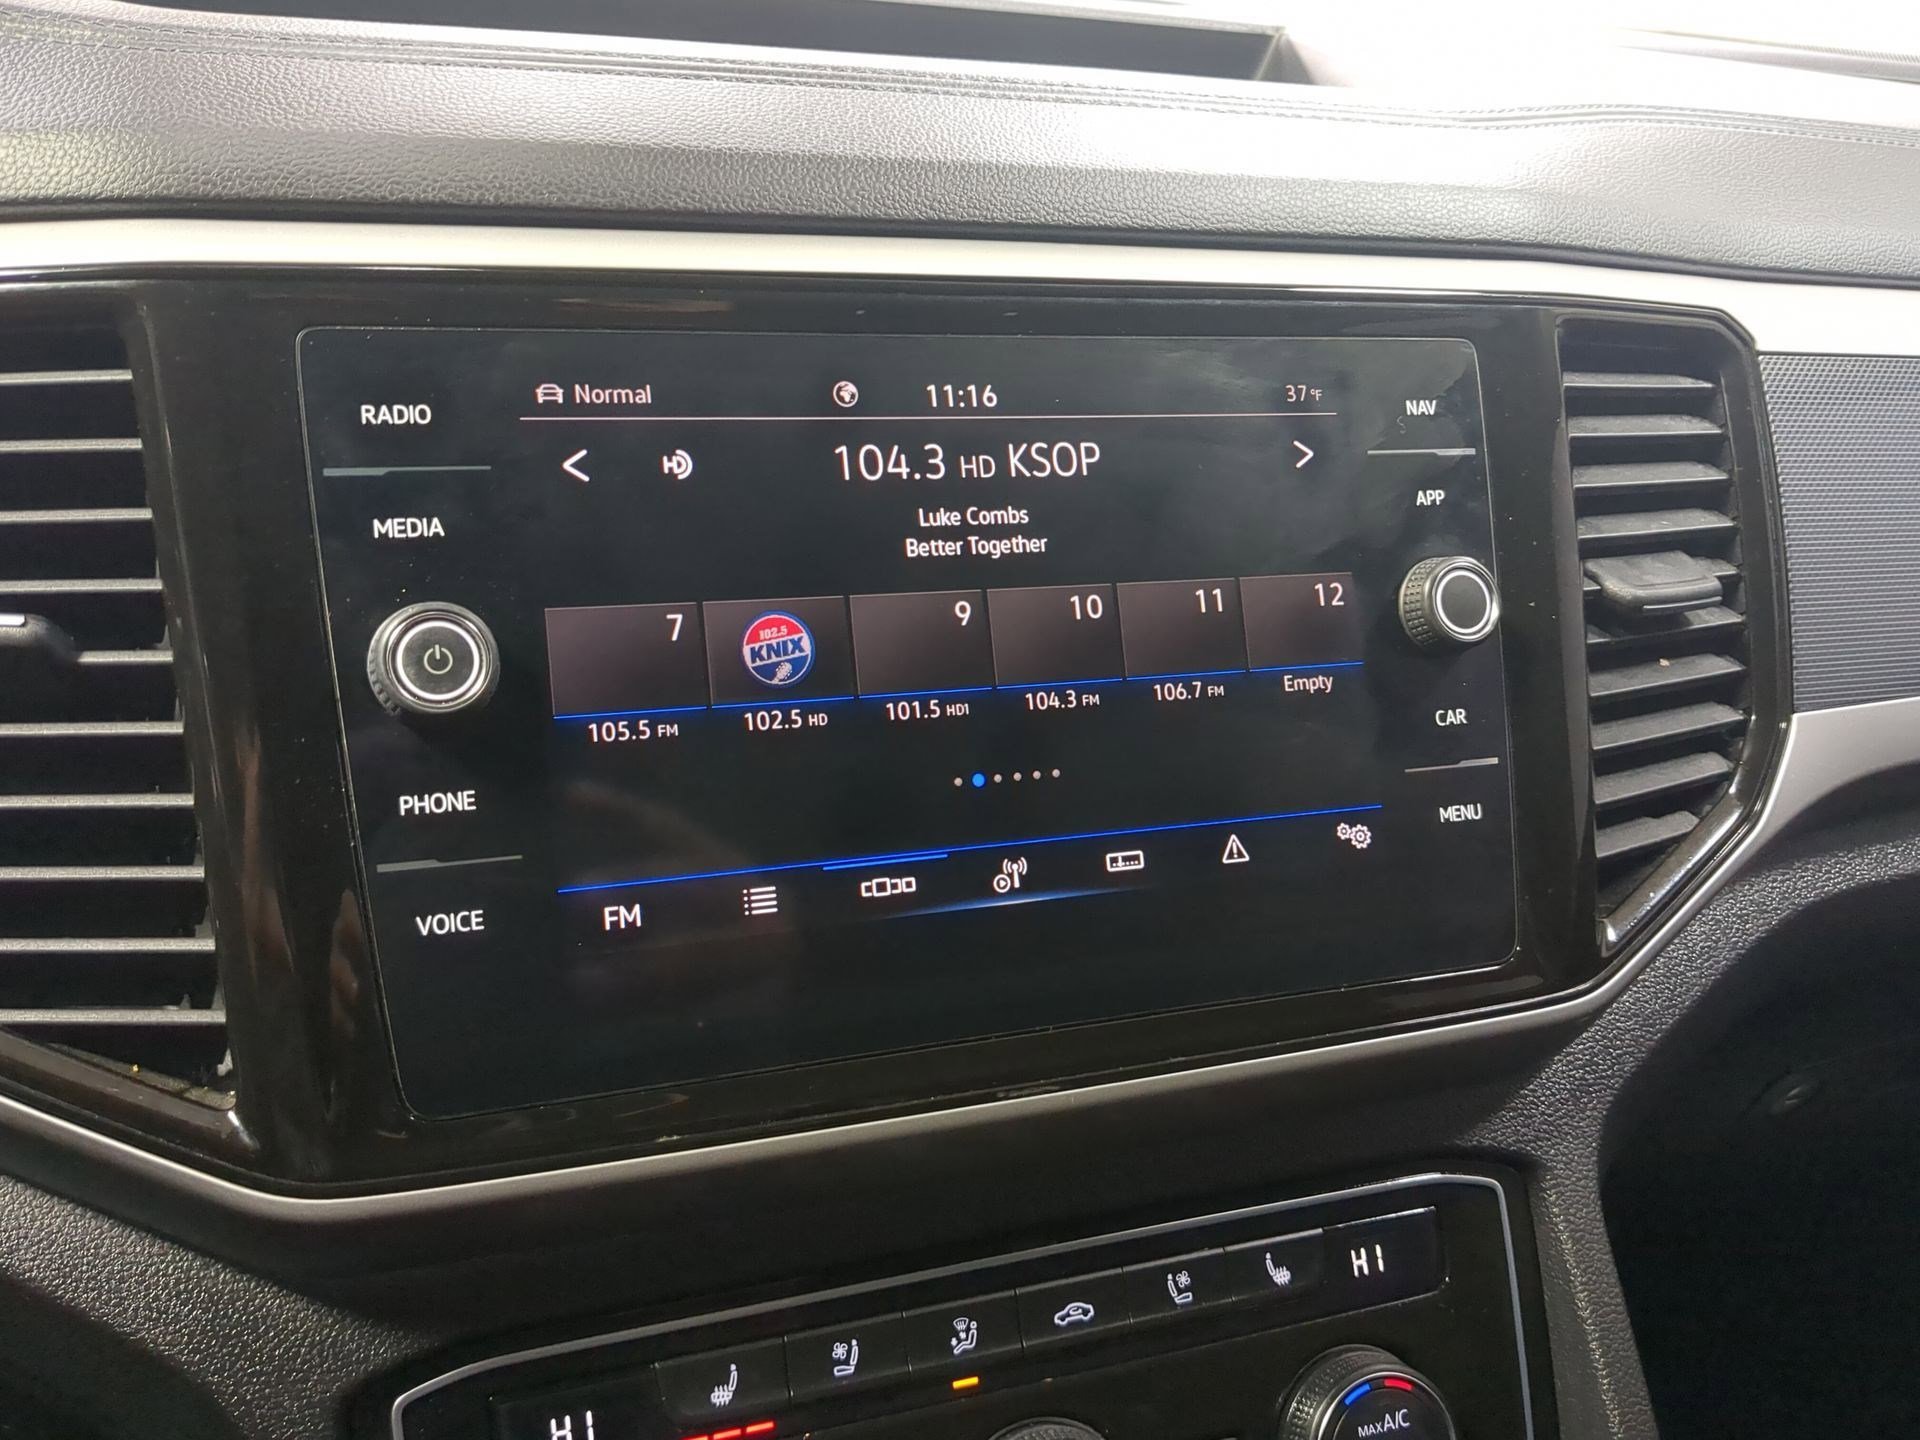 RADIO
MEDIA
PHONE
VOICE
Normal
11:16
37°F
104.3 HD KSOP
Luke Combs
Better Together
7
102.5
KNIX
9
10
11
12
105.5 FM
102.5 HD
101.5 HD1
104.3 FM
106.7 FM
Empty
FM
NAV
APP
CAR
MENU
HI
HI
MAX A/C